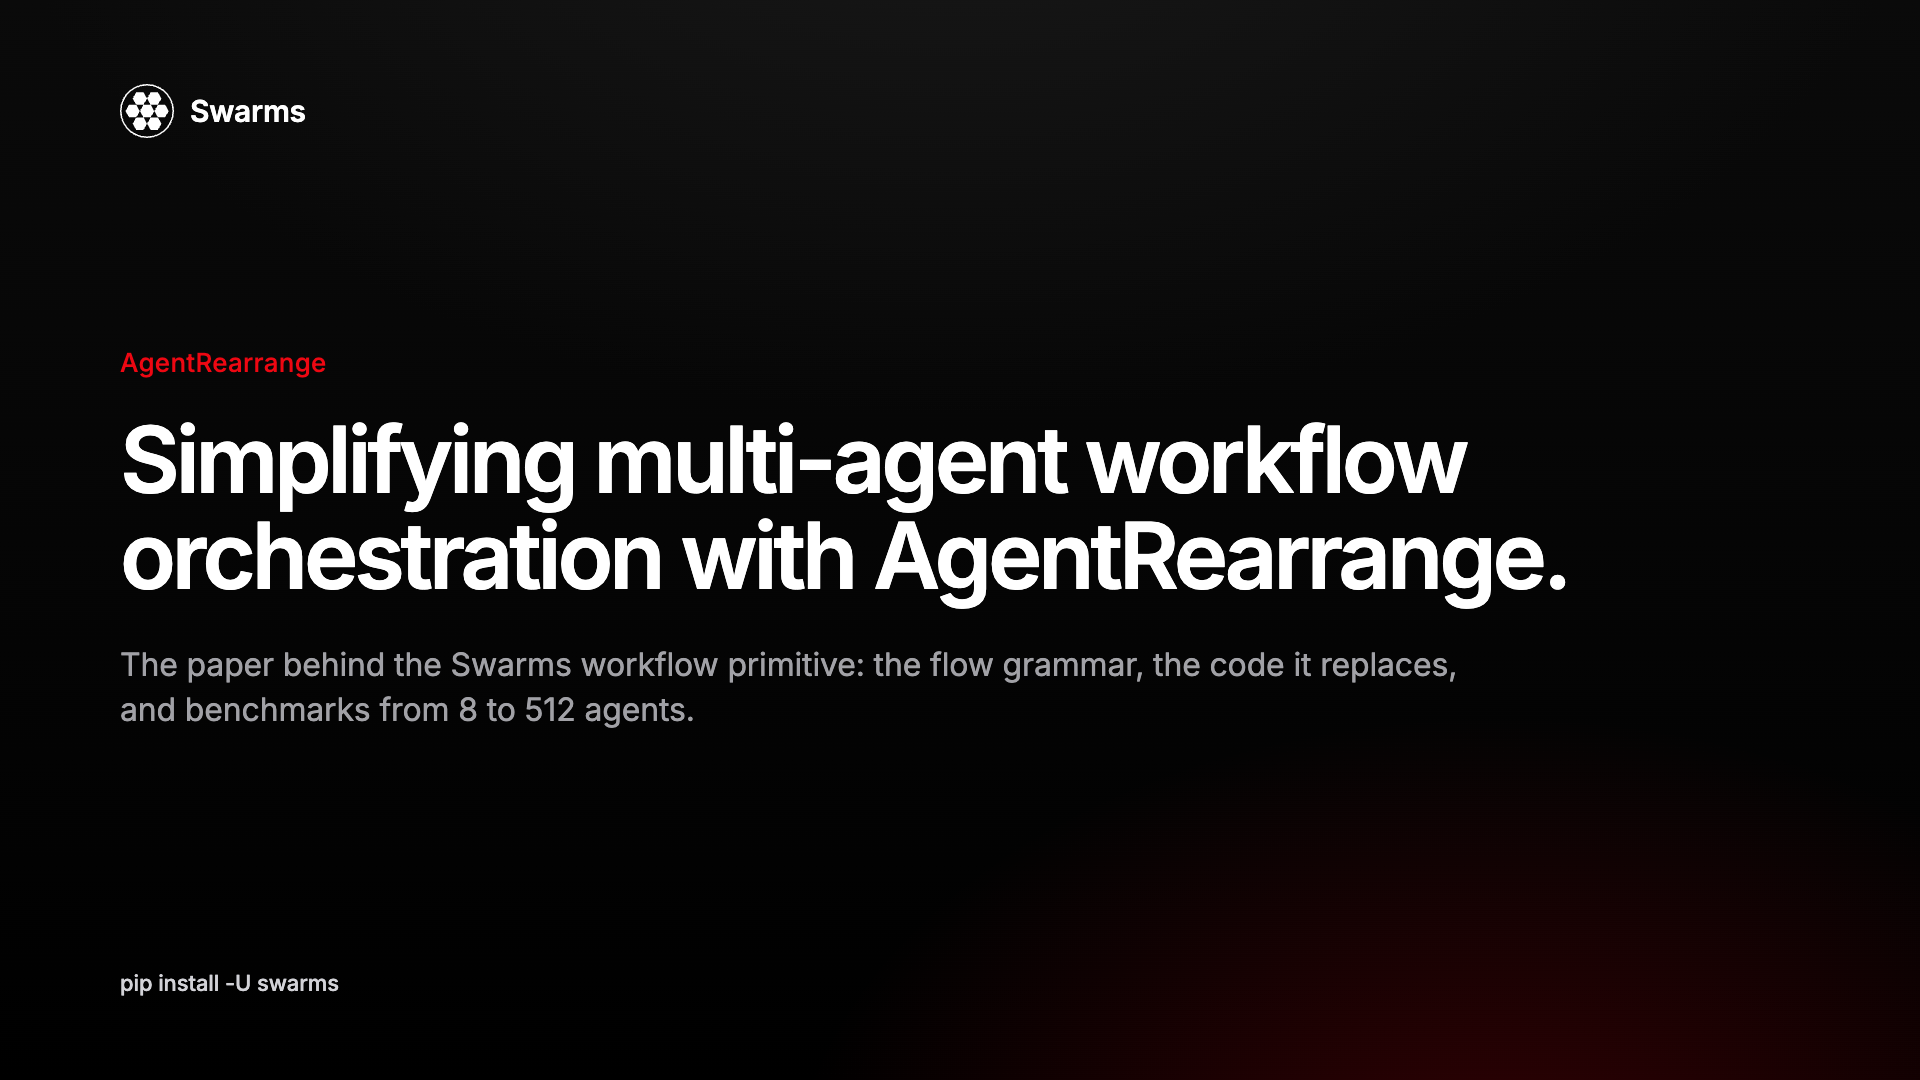 Swarms
AgentRearrange
Simplifying multi-agent workflow
orchestration with AgentRearrange.
The paper behind the Swarms workflow primitive: the flow grammar, the code it replaces,
and benchmarks from 8 to 512 agents.
pip install -U swarms